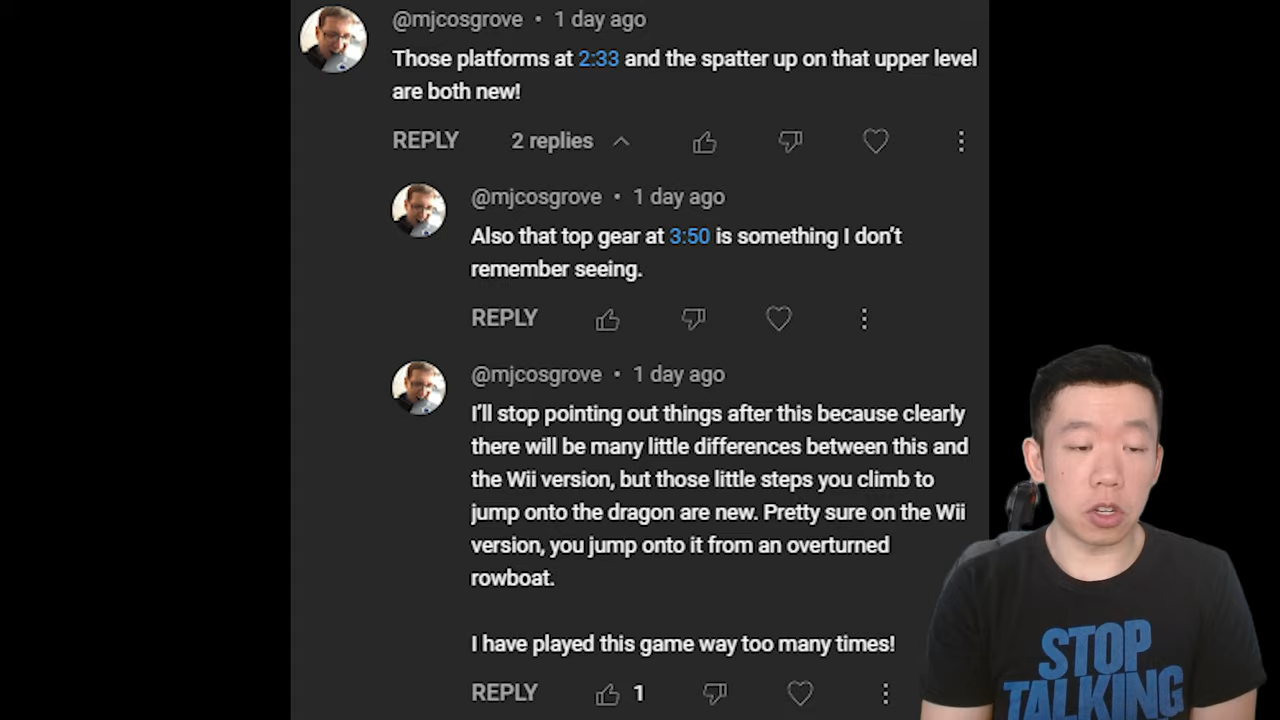 @mjcosgrove • 1 day ago
Those platforms at 2:33 and the spatter up on that upper level
are both new!
REPLY 2 replies
@mjcosgrove • 1 day ago
Also that top gear at 3:50 is something I don't
remember seeing.
REPLY
@mjcosgrove • 1 day ago
I'll stop pointing out things after this because clearly
there will be many little differences between this and
the Wii version, but those little steps you climb to
jump onto the dragon are new. Pretty sure on the Wii
version, you jump onto it from an overturned
rowboat.
I have played this game way too many times!
REPLY 1
STOP
TALKING